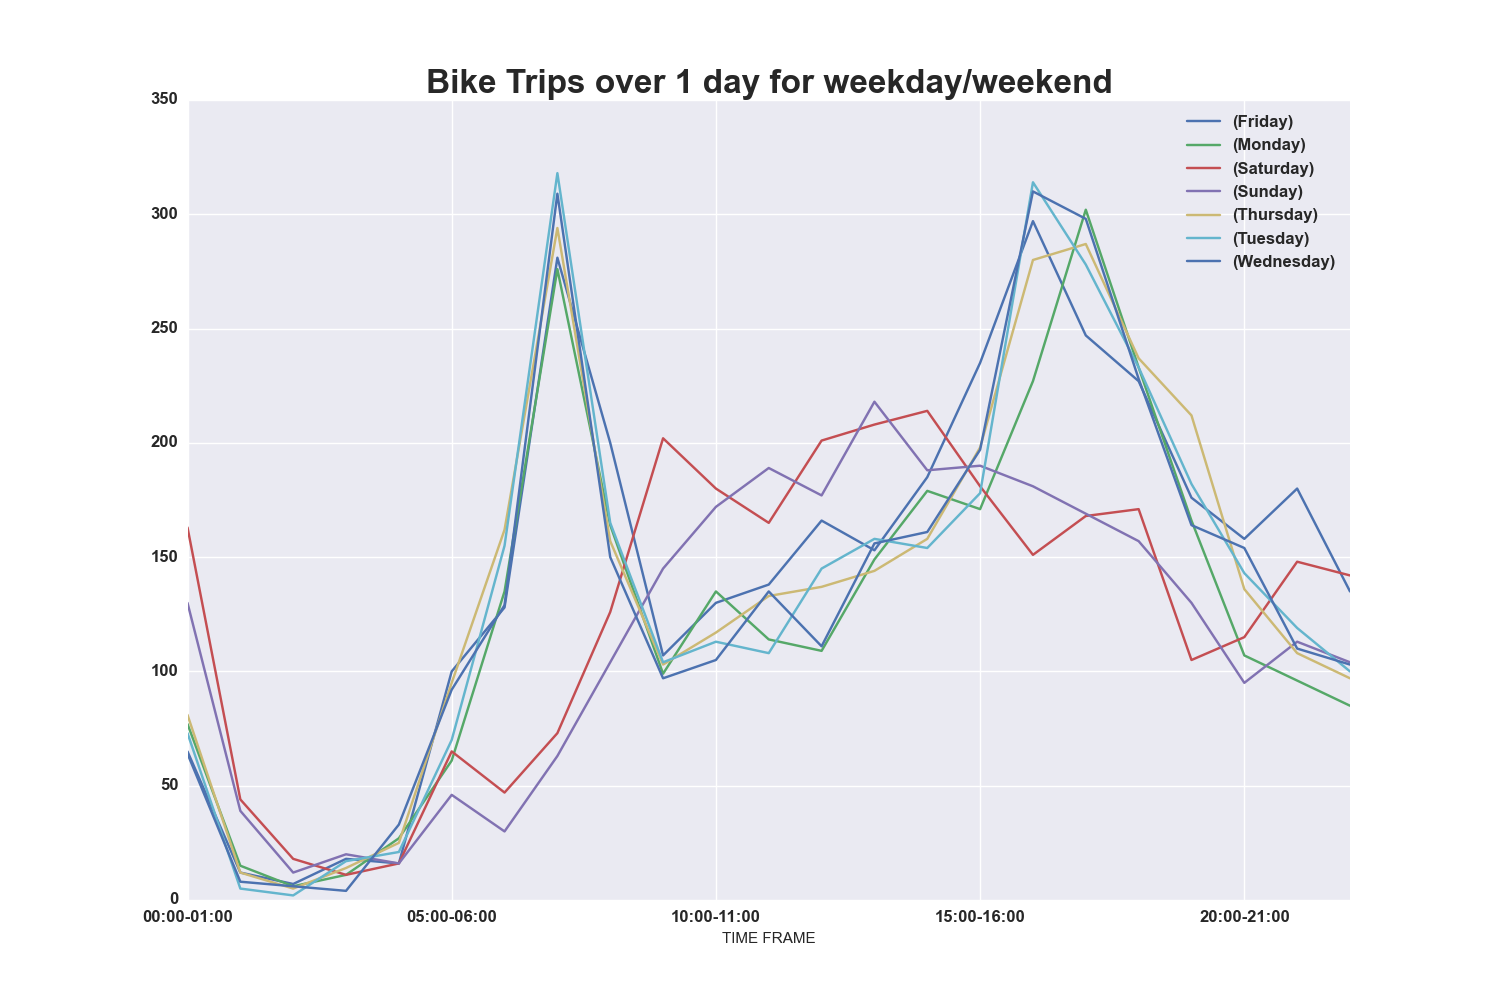 Bike Trips over 1 day for weekday/weekend
350
300
250
200
150
100
50
0
(Friday)
(Monday)
(Saturday)
(Sunday)
(Thursday)
(Tuesday)
(Wednesday)
00:00-01:00 05:00-06:00 10:00-11:00 15:00-16:00 20:00-21:00
TIME FRAME